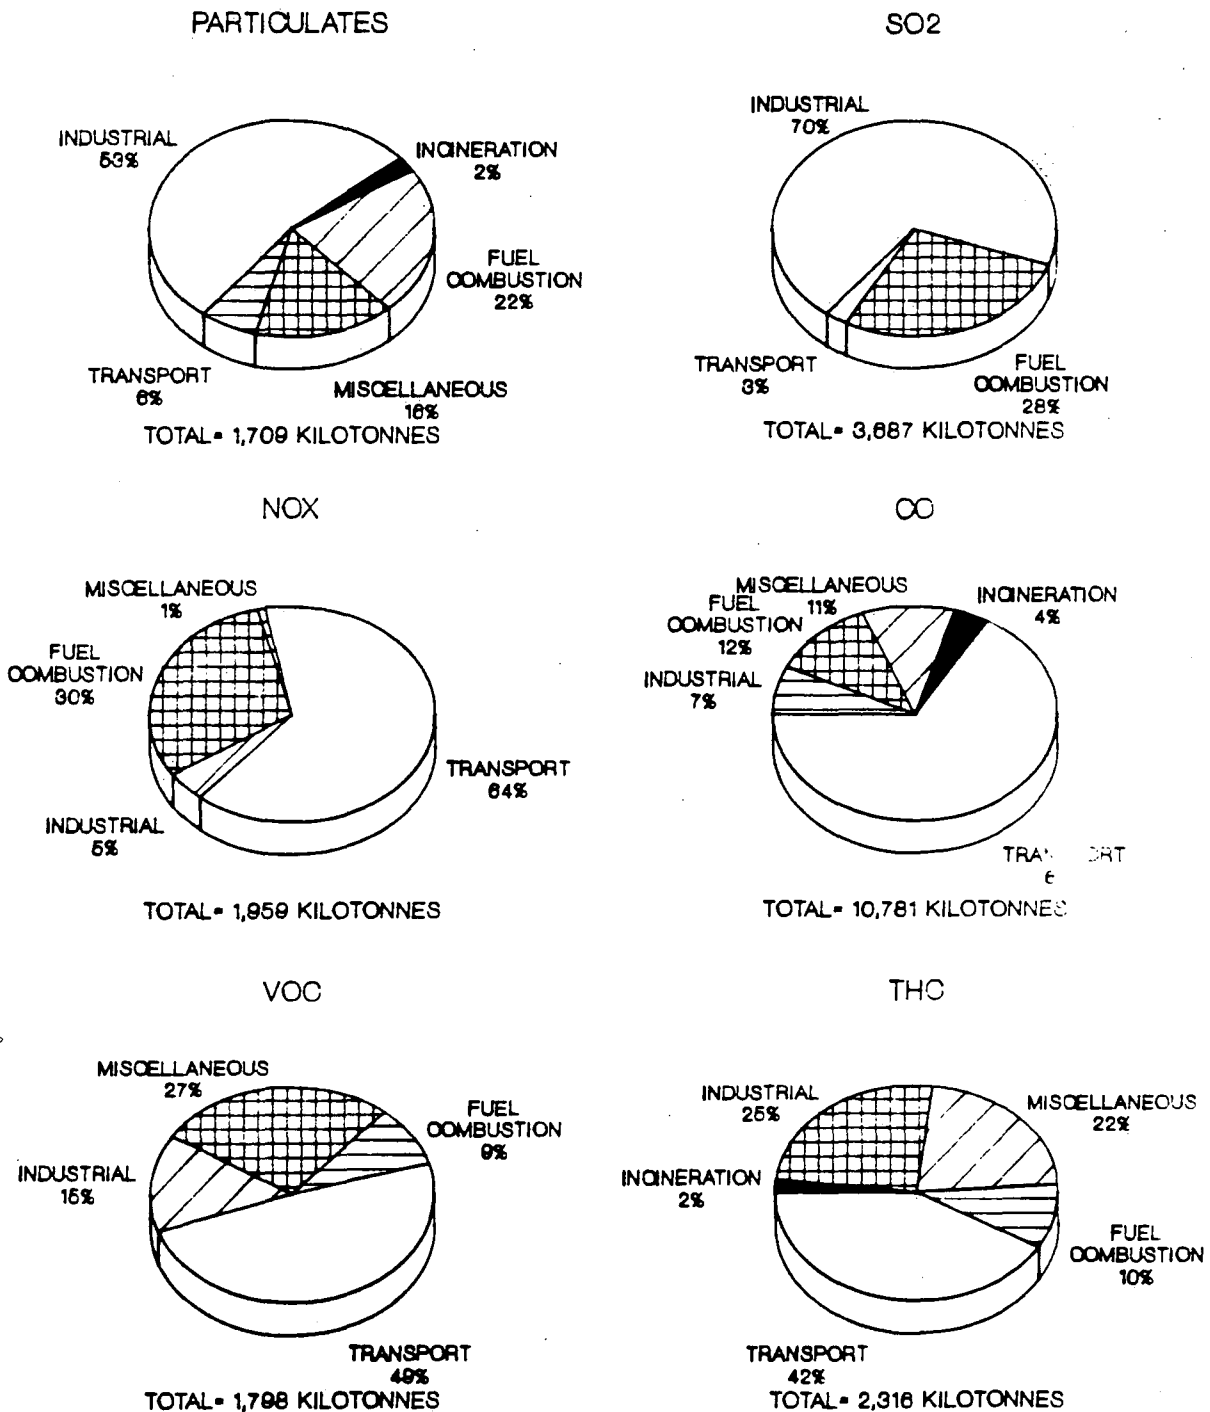 PARTICULATES
INDUSTRIAL
53%
INCINERATION
2%
FUEL
COMBUSTION
22%
TRANSPORT
6%
MISCELLANEOUS
16%
TOTAL= 1,709 KILOTONNES
SO2
INDUSTRIAL
70%
TRANSPORT
3%
FUEL
COMBUSTION
28%
TOTAL= 3,687 KILOTONNES
NOX
MISCELLANEOUS
1%
FUEL
COMBUSTION
30%
TRANSPORT
64%
INDUSTRIAL
5%
TOTAL= 1,959 KILOTONNES
CO
MISCELLANEOUS
11%
INCINERATION
4%
FUEL
COMBUSTION
12%
INDUSTRIAL
7%
TOTAL= 10,781 KILOTONNES
VOC
MISCELLANEOUS
27%
FUEL
COMBUSTION
9%
INDUSTRIAL
15%
TRANSPORT
49%
TOTAL= 1,798 KILOTONNES
THC
INDUSTRIAL
25%
MISCELLANEOUS
22%
INCINERATION
2%
FUEL
COMBUSTION
10%
TRANSPORT
42%
TOTAL= 2,316 KILOTONNES